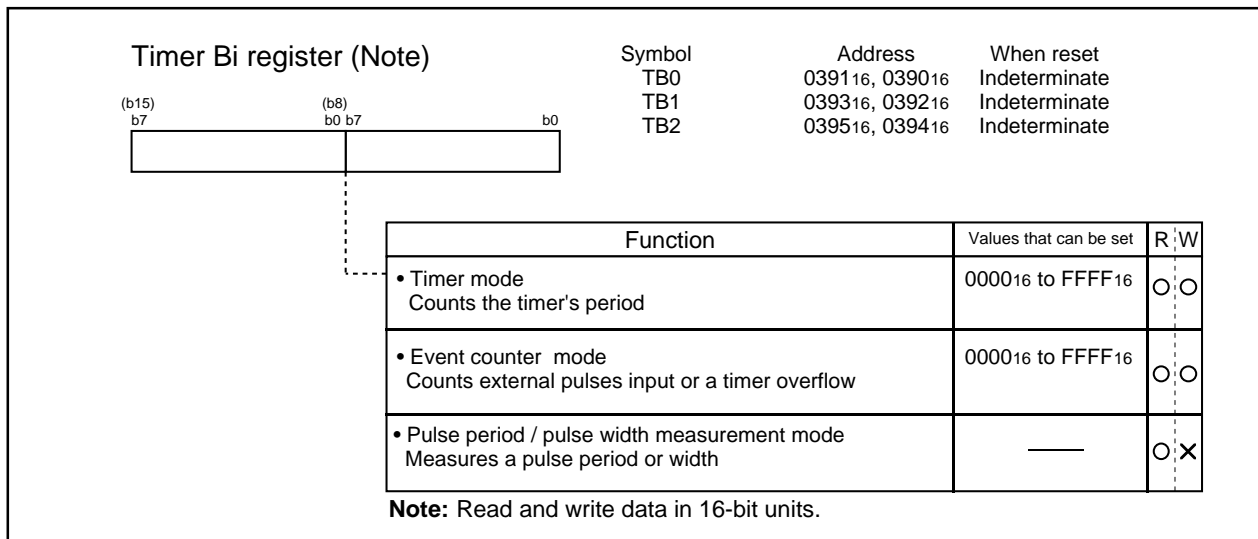 Timer Bi register (Note)
Symbol Address When reset
TB0 039116, 039016 Indeterminate
TB1 039316, 039216 Indeterminate
TB2 039516, 039416 Indeterminate
(b15) (b8)
b7 b0 b7 b0
Function Values that can be set R W
• Timer mode 000016 to FFFF16
Counts the timer's period
• Event counter mode 000016 to FFFF16
Counts external pulses input or a timer overflow
• Pulse period / pulse width measurement mode
Measures a pulse period or width
Note: Read and write data in 16-bit units.